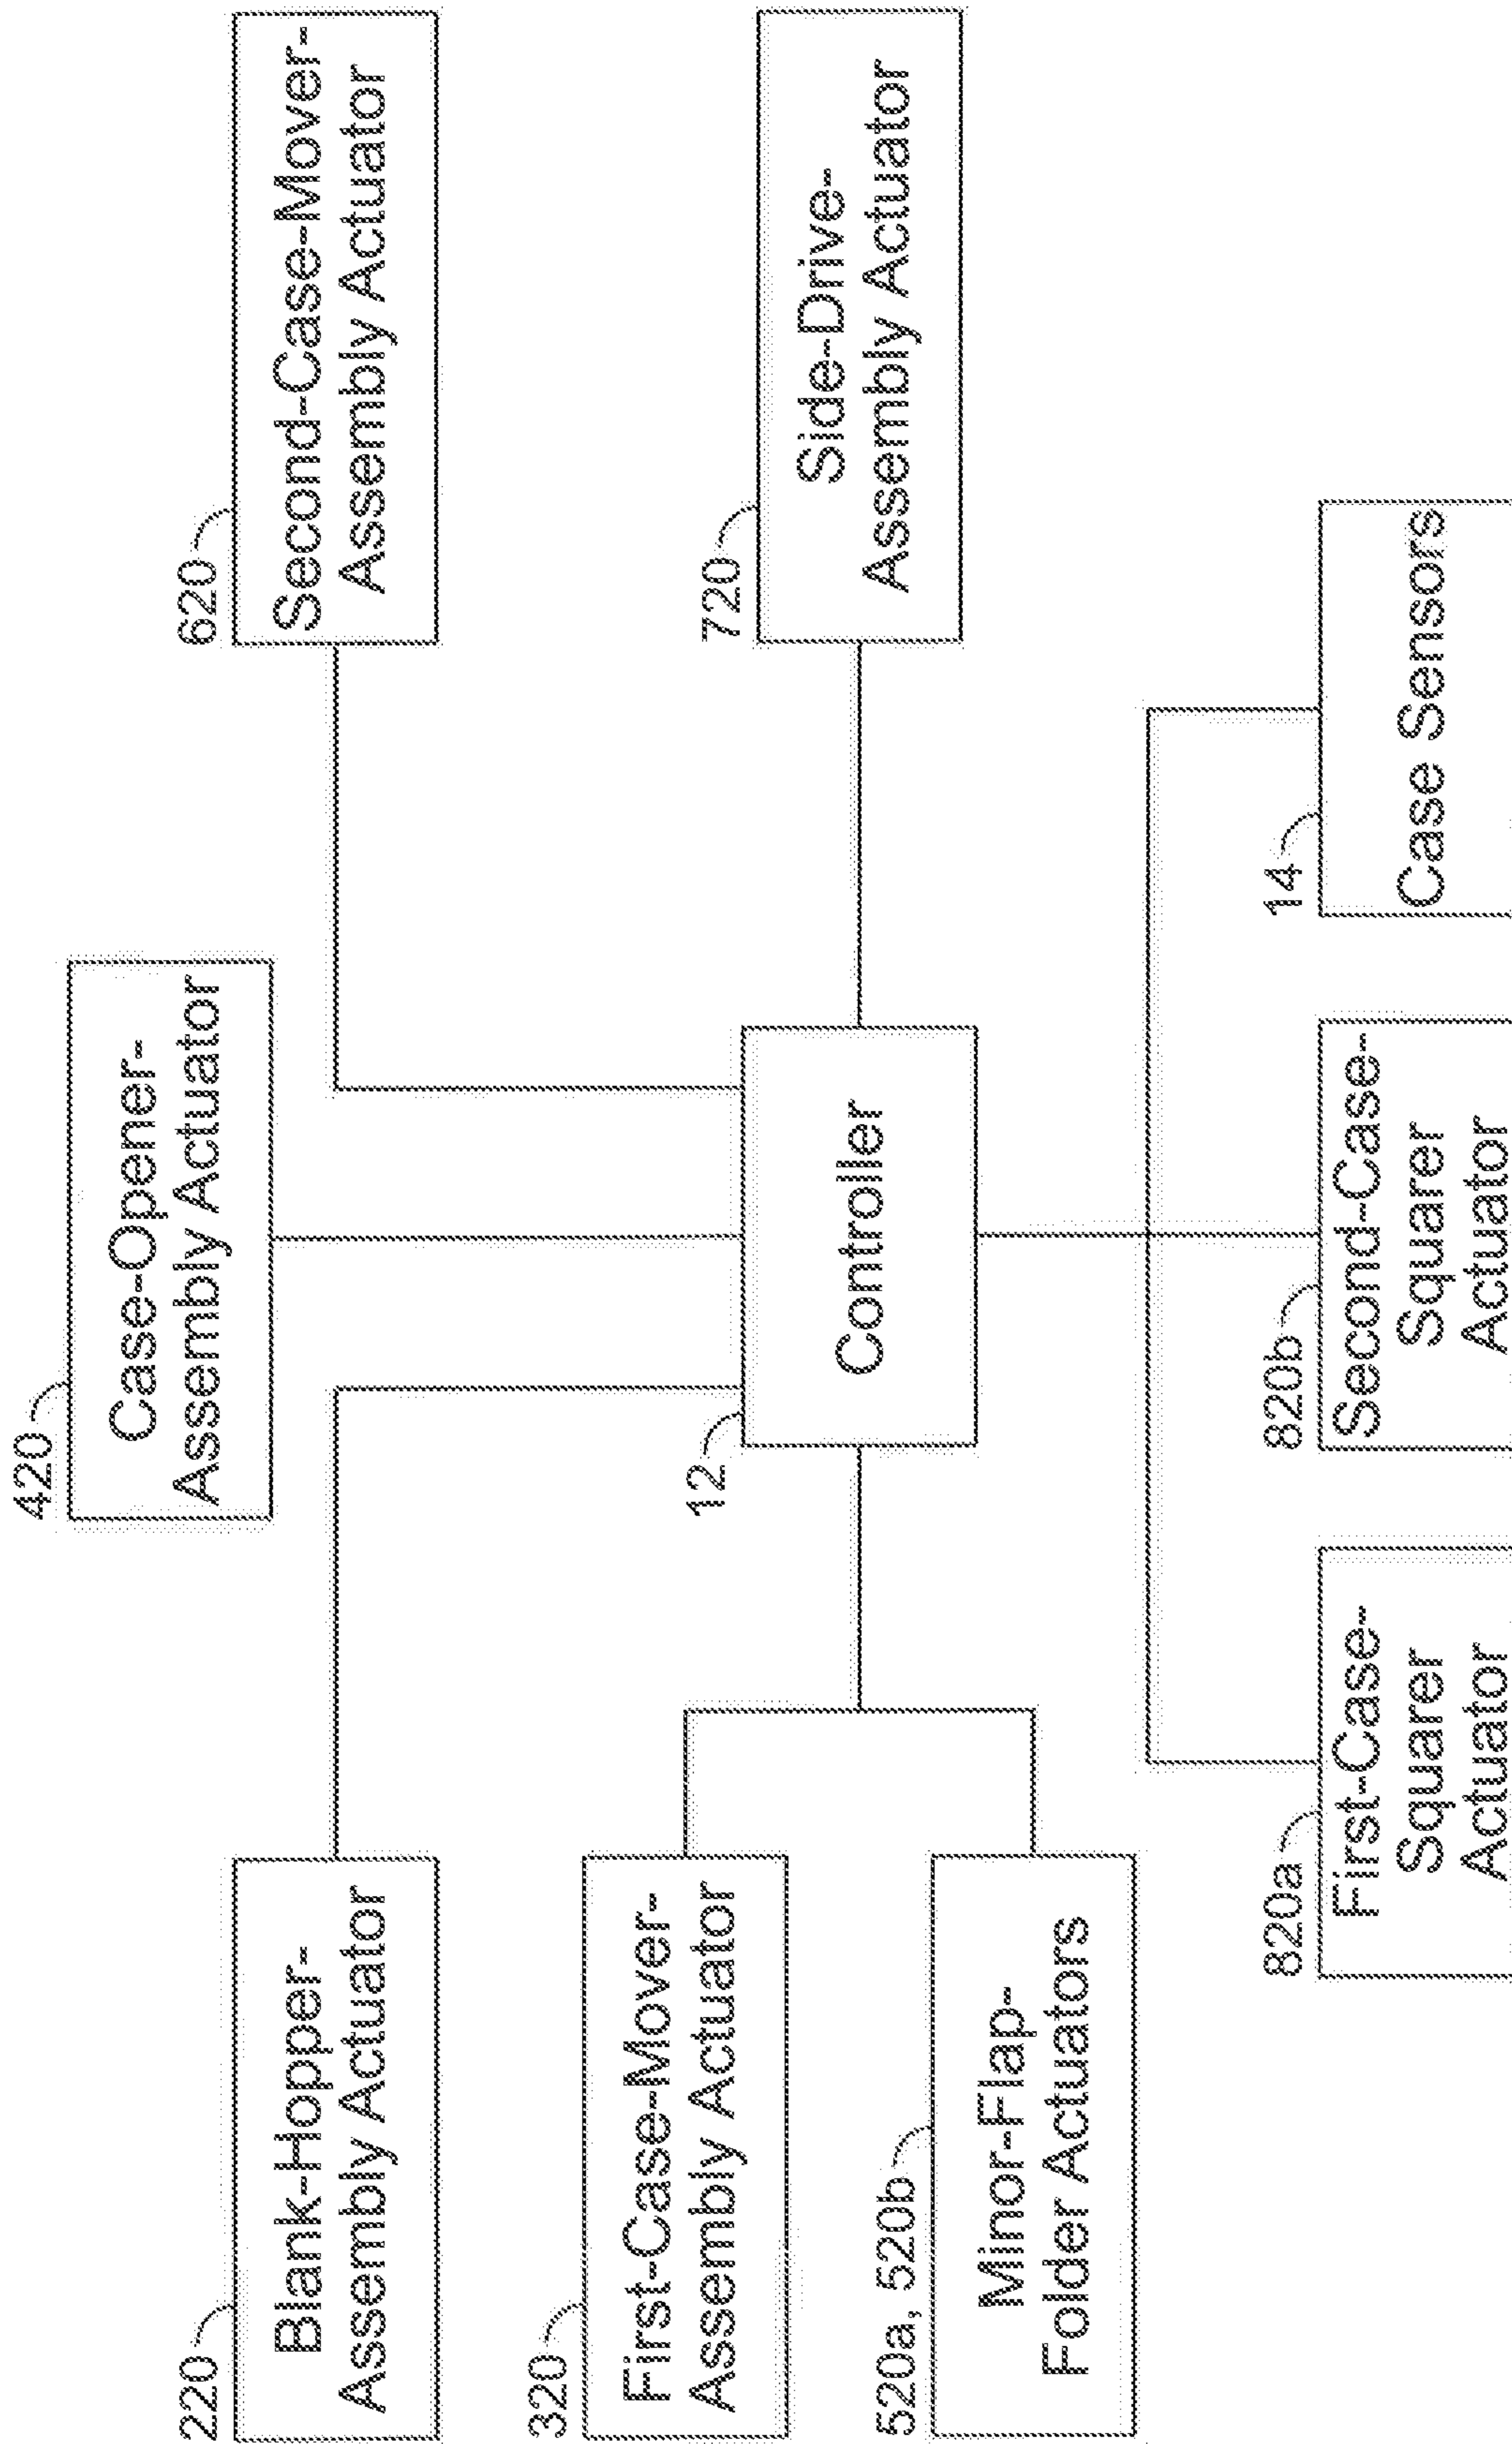 420
Case-Opener-
Assembly Actuator
220
Blank-Hopper-
Assembly Actuator
620
Second-Case-Mover-
Assembly Actuator
320
First-Case-Mover-
Assembly Actuator
12
Controller
720
Side-Drive-
Assembly Actuator
520a, 520b
Minor-Flap-
Folder Actuators
820a
First-Case-
Squarer
Actuator
820b
Second-Case-
Squarer
Actuator
14
Case Sensors